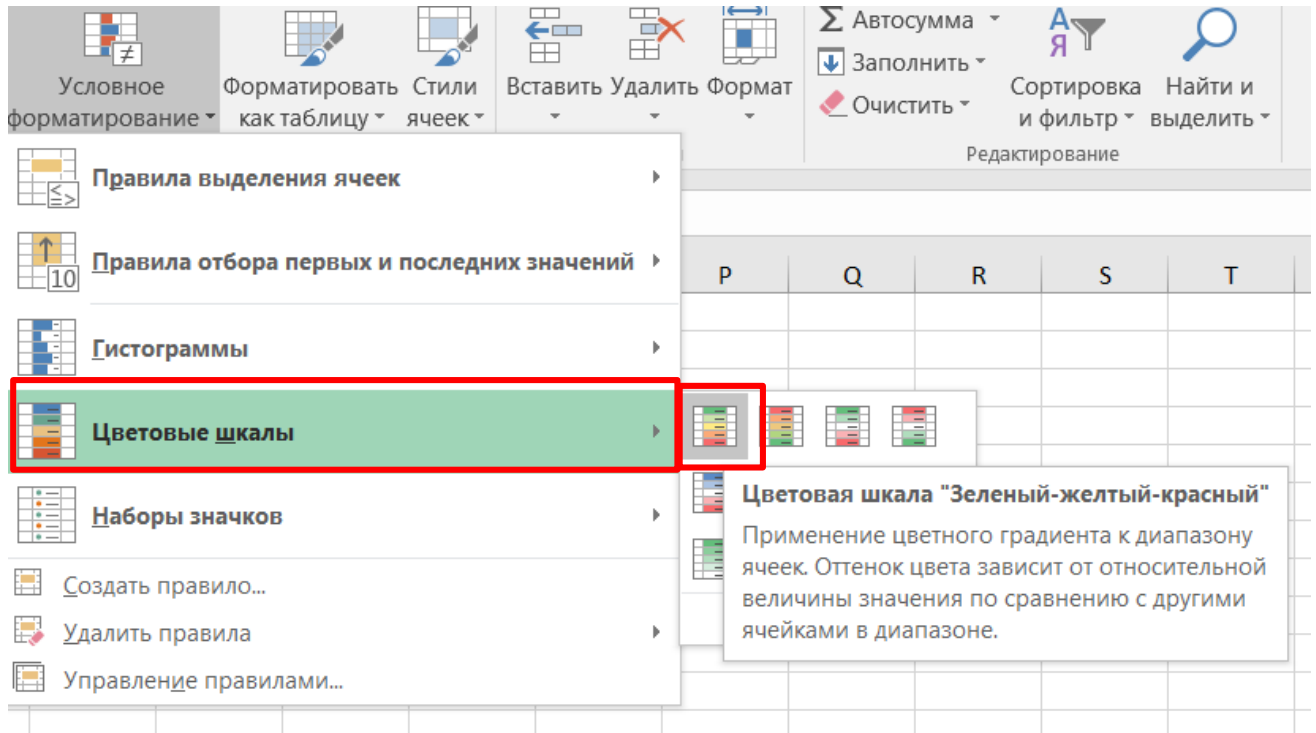 Условное
форматирование
Форматировать
как таблицу
Стили
ячеек
Вставить
Удалить
Формат
Σ Автосумма
Заполнить
Очистить
А
Я
Сортировка
и фильтр
Найти и
выделить
Редактирование
Правила выделения ячеек
10
Правила отбора первых и последних значений
Гистограммы
Цветовые шкалы
Наборы значков
Создать правило...
Удалить правила
Управление правилами...
P Q R S T
Цветовая шкала "Зеленый-желтый-красный"
Применение цветного градиента к диапазону
ячеек. Оттенок цвета зависит от относительной
величины значения по сравнению с другими
ячейками в диапазоне.